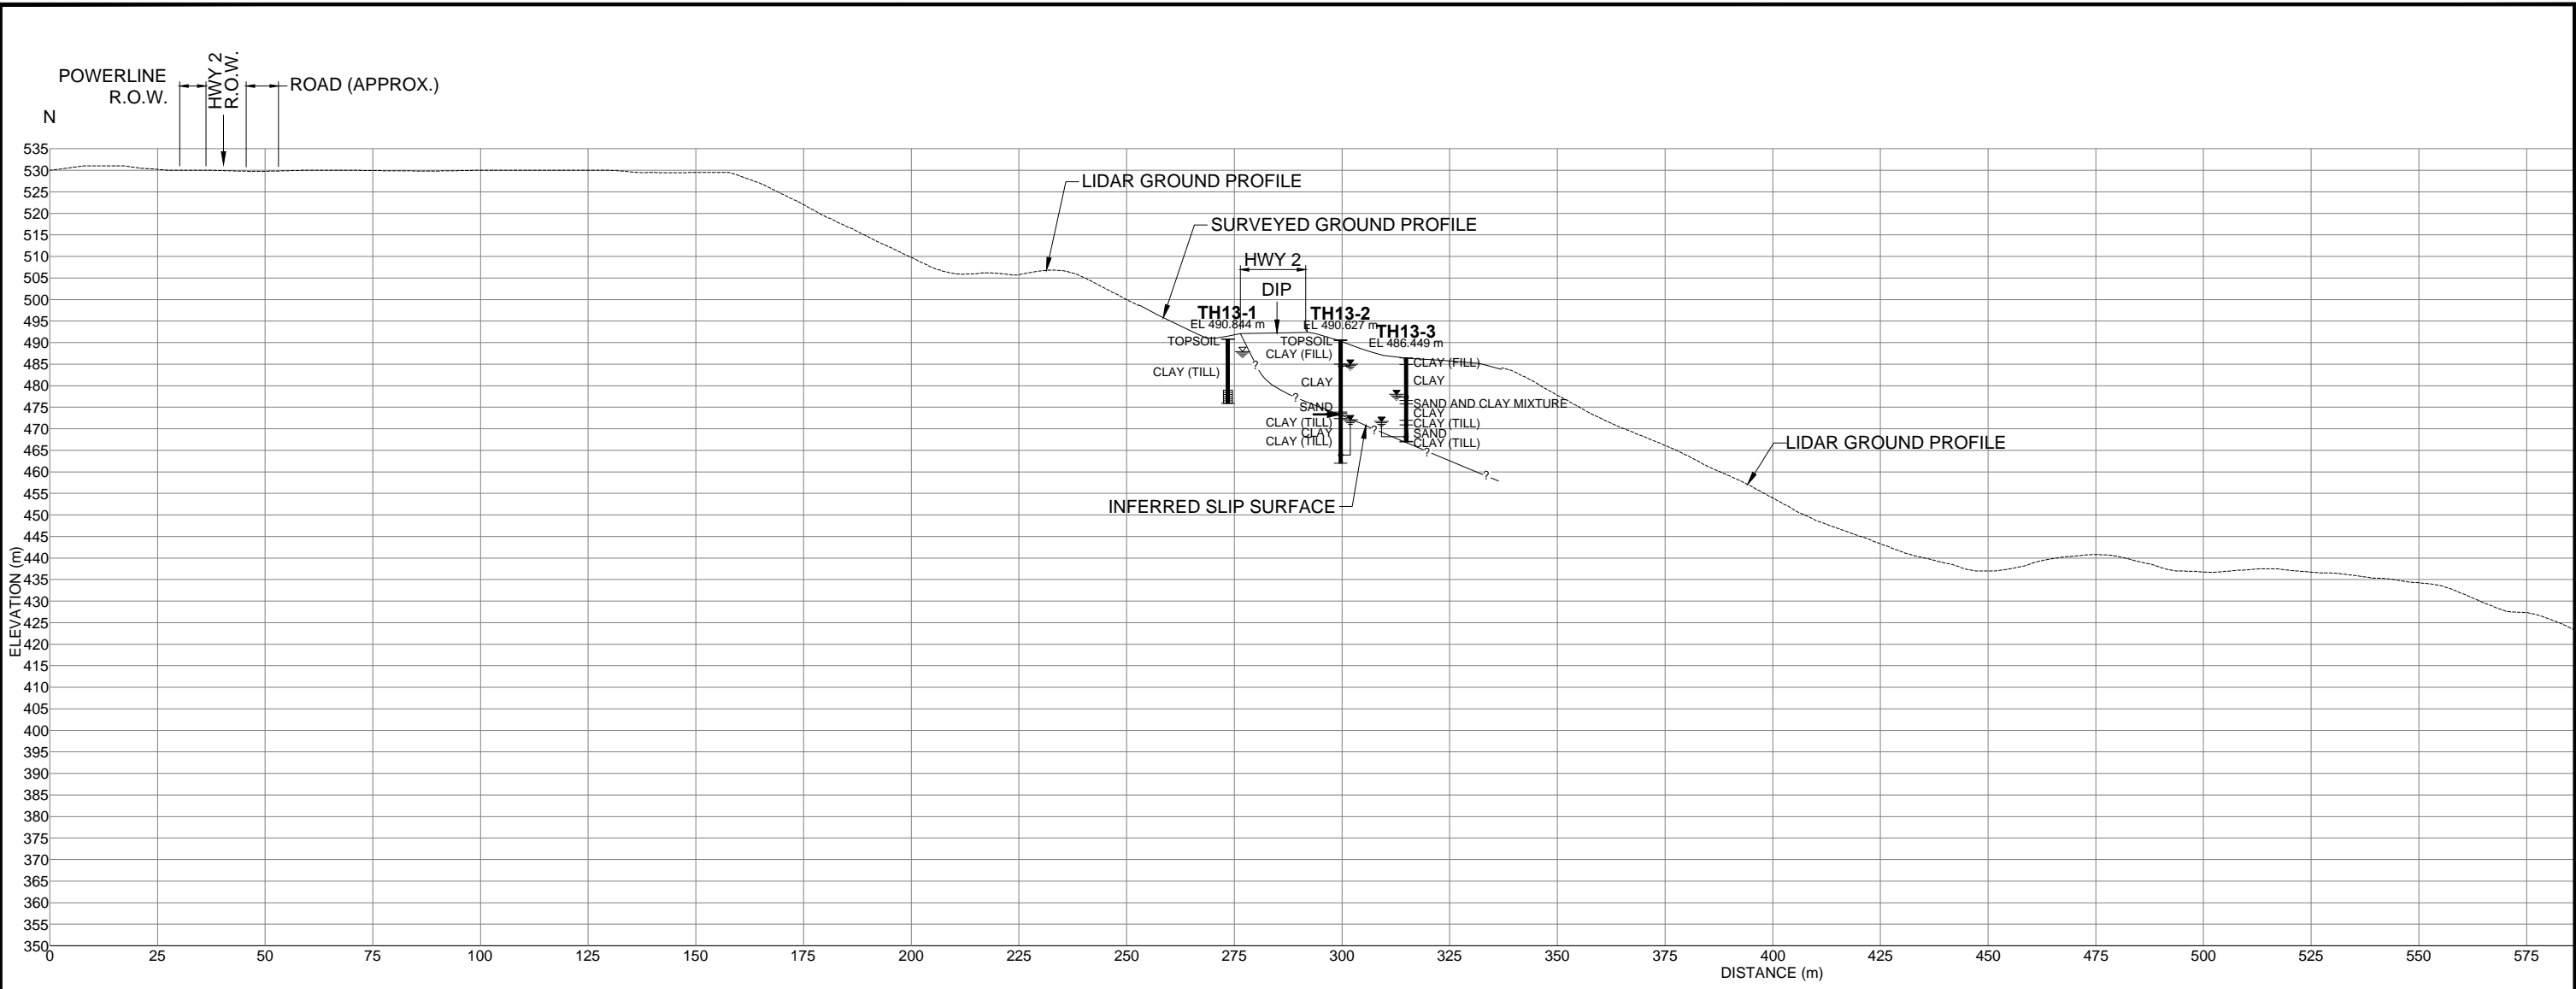 POWERLINE
R.O.W.
HWY 2
R.O.W.
ROAD (APPROX.)
N
LIDAR GROUND PROFILE
SURVEYED GROUND PROFILE
HWY 2
DIP
TH13-1
EL 490.844 m
TH13-2
EL 490.627 m
TH13-3
EL 486.449 m
TOPSOIL
CLAY (TILL)
TOPSOIL
CLAY (FILL)
CLAY
SAND
CLAY (TILL)
CLAY
CLAY (TILL)
CLAY (FILL)
CLAY
SAND AND CLAY MIXTURE
CLAY
CLAY (TILL)
SAND
CLAY (TILL)
?
?
?
?
?
INFERRED SLIP SURFACE
LIDAR GROUND PROFILE
ELEVATION (m)
535
530
525
520
515
510
505
500
495
490
485
480
475
470
465
460
455
450
445
440
435
430
425
420
415
410
405
400
395
390
385
380
375
370
365
360
355
350
0 25 50 75 100 125 150 175 200 225 250 275 300 325 350 375 400 425 450 475 500 525 550 575
DISTANCE (m)